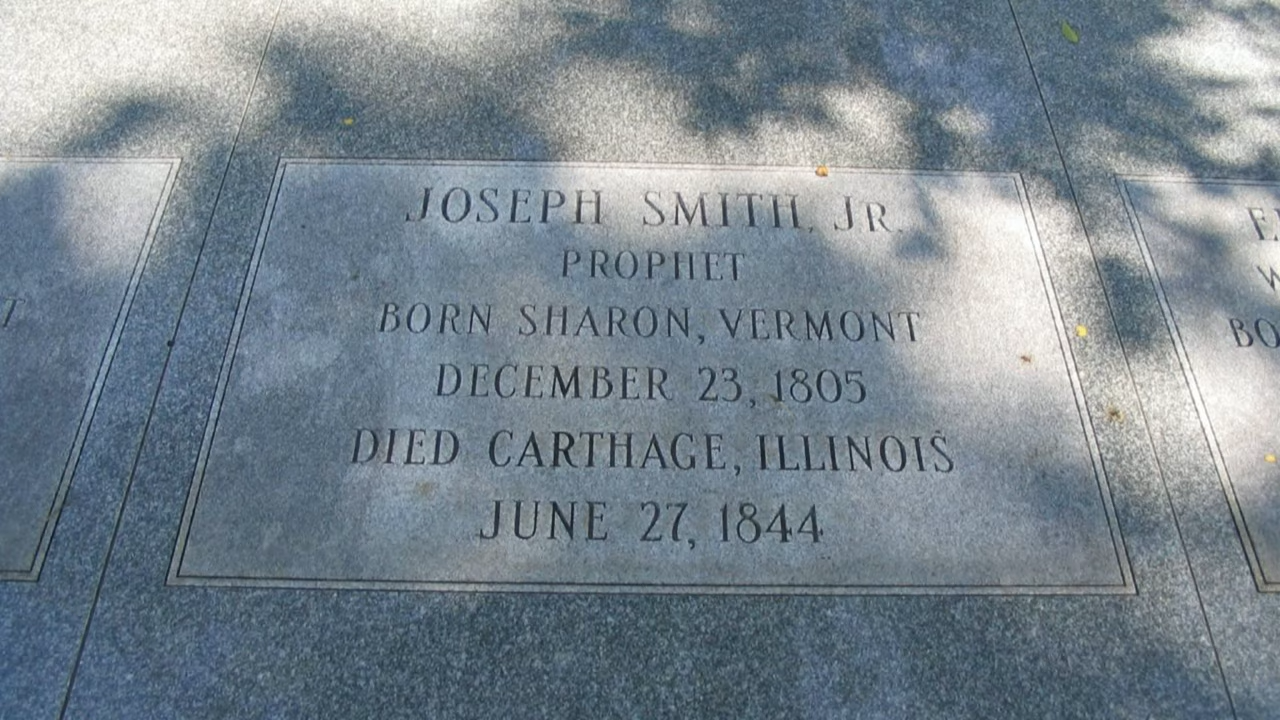 JOSEPH SMITH, JR.
PROPHET
BORN SHARON, VERMONT
DECEMBER 23, 1805
DIED CARTHAGE, ILLINOIS
JUNE 27, 1844